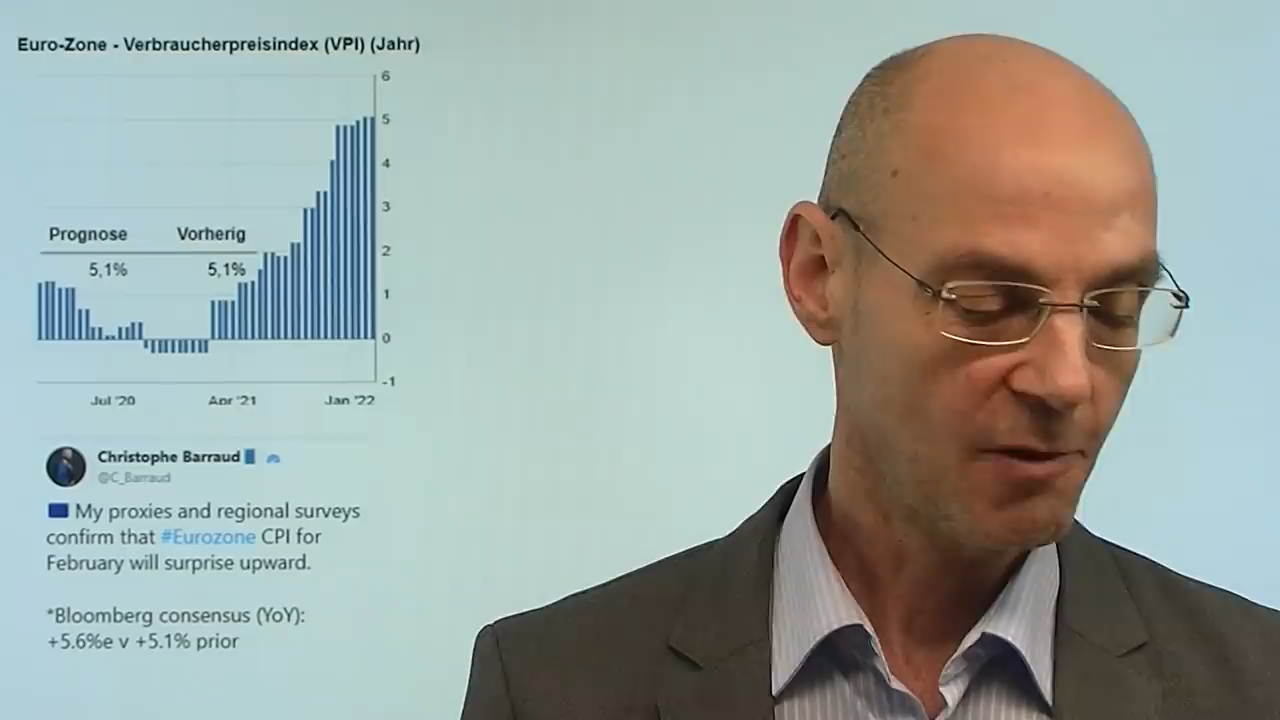 Euro-Zone - Verbraucherpreisindex (VPI) (Jahr)
6
5
4
3
2
1
0
-1
Prognose Vorherig
5,1% 5,1%
Jul '20 Apr '21 Jan '22
Christophe Barraud
@C_Barraud
My proxies and regional surveys
confirm that #Eurozone CPI for
February will surprise upward.
*Bloomberg consensus (YoY):
+5.6%e v +5.1% prior